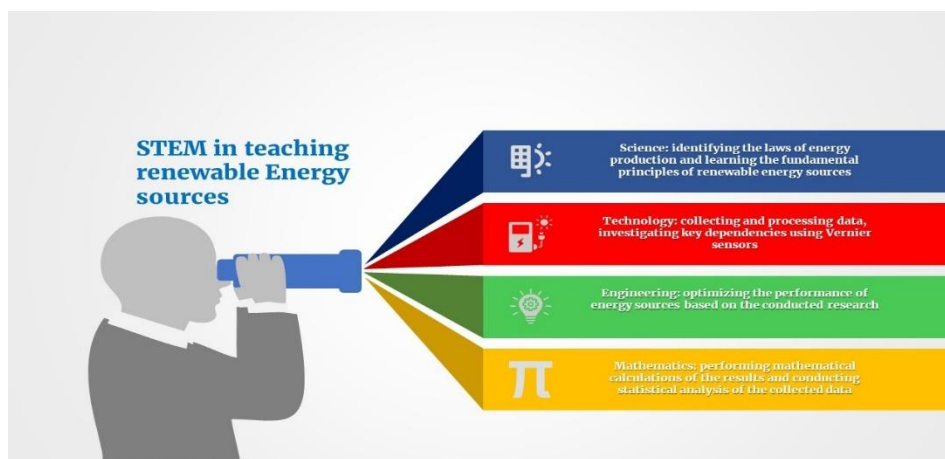 STEM in teaching
renewable Energy
sources
Science: identifying the laws of energy
production and learning the fundamental
principles of renewable energy sources
Technology: collecting and processing data,
investigating key dependencies using Vernier
sensors
Engineering: optimizing the performance of
energy sources based on the conducted research
Mathematics: performing mathematical
calculations of the results and conducting
statistical analysis of the collected data